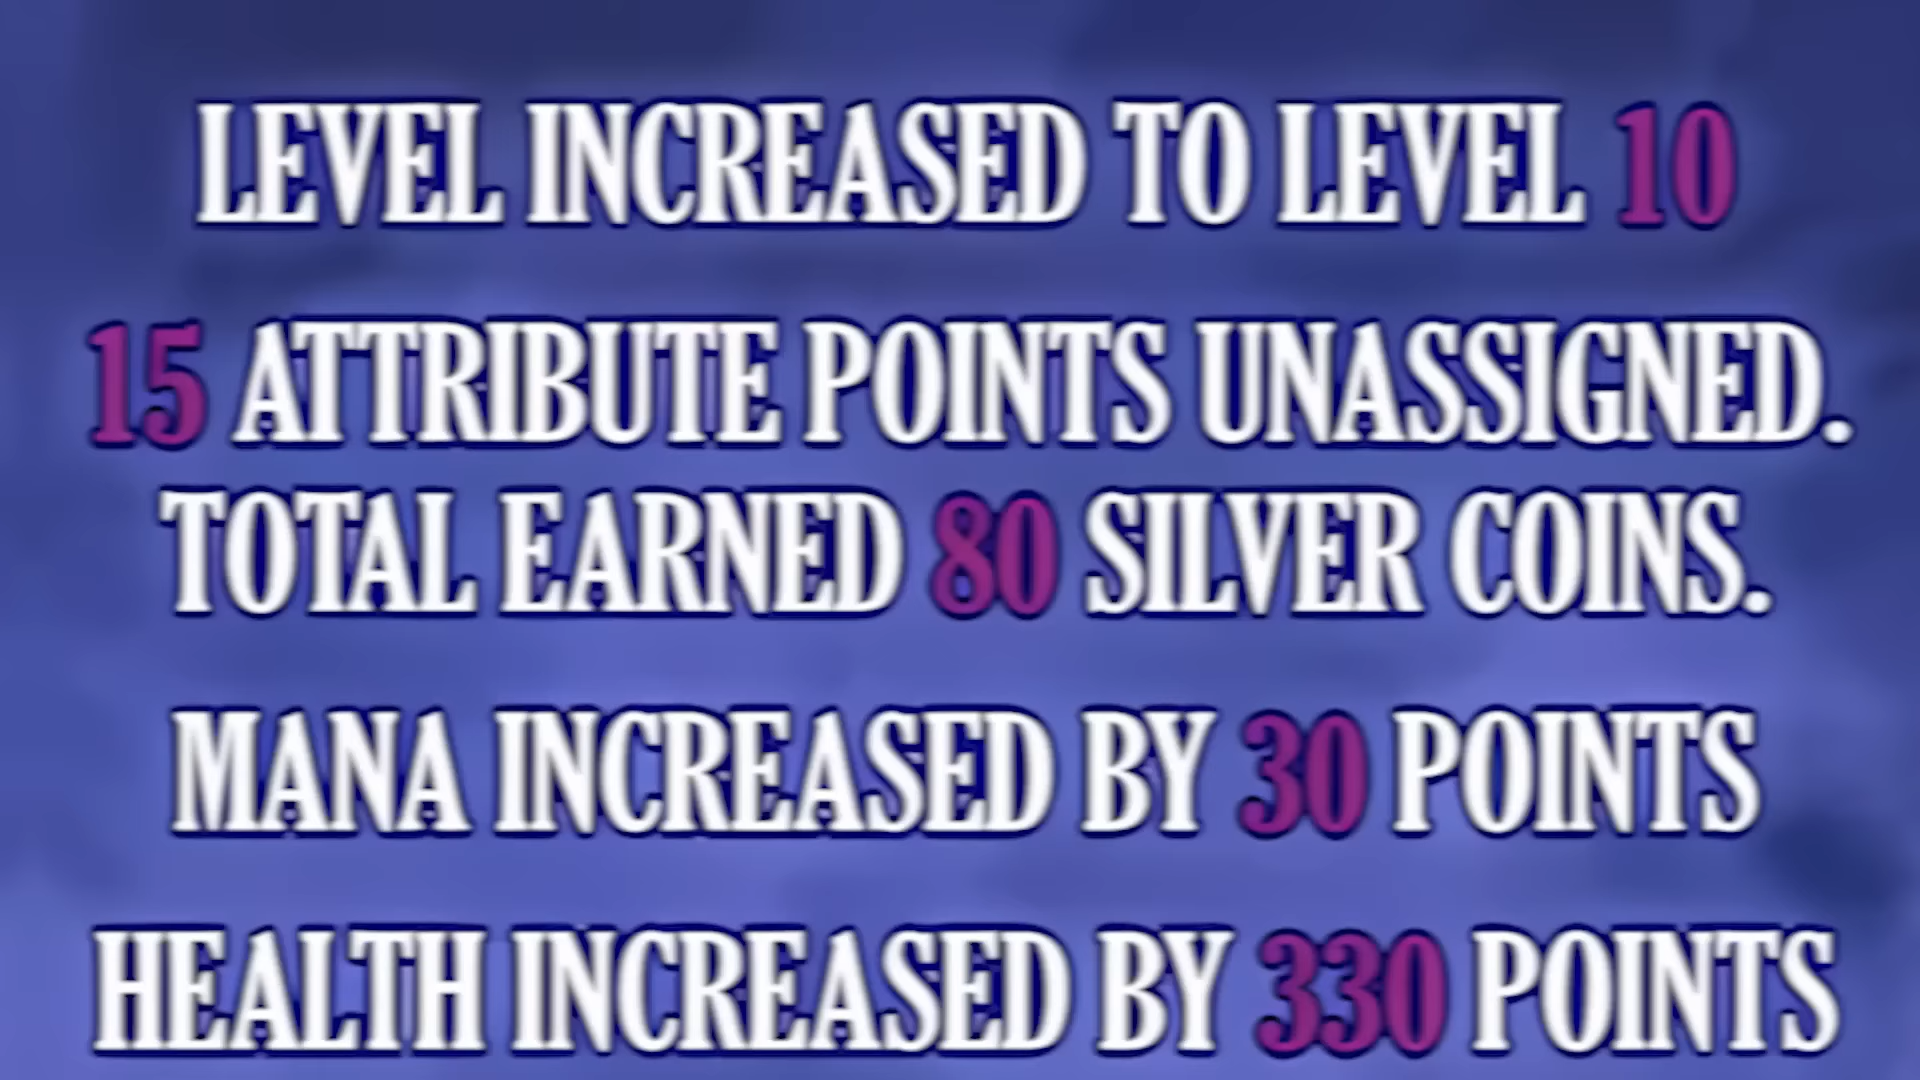 LEVEL INCREASED TO LEVEL 10
15 ATTRIBUTE POINTS UNASSIGNED.
TOTAL EARNED 80 SILVER COINS.
MANA INCREASED BY 30 POINTS
HEALTH INCREASED BY 330 POINTS